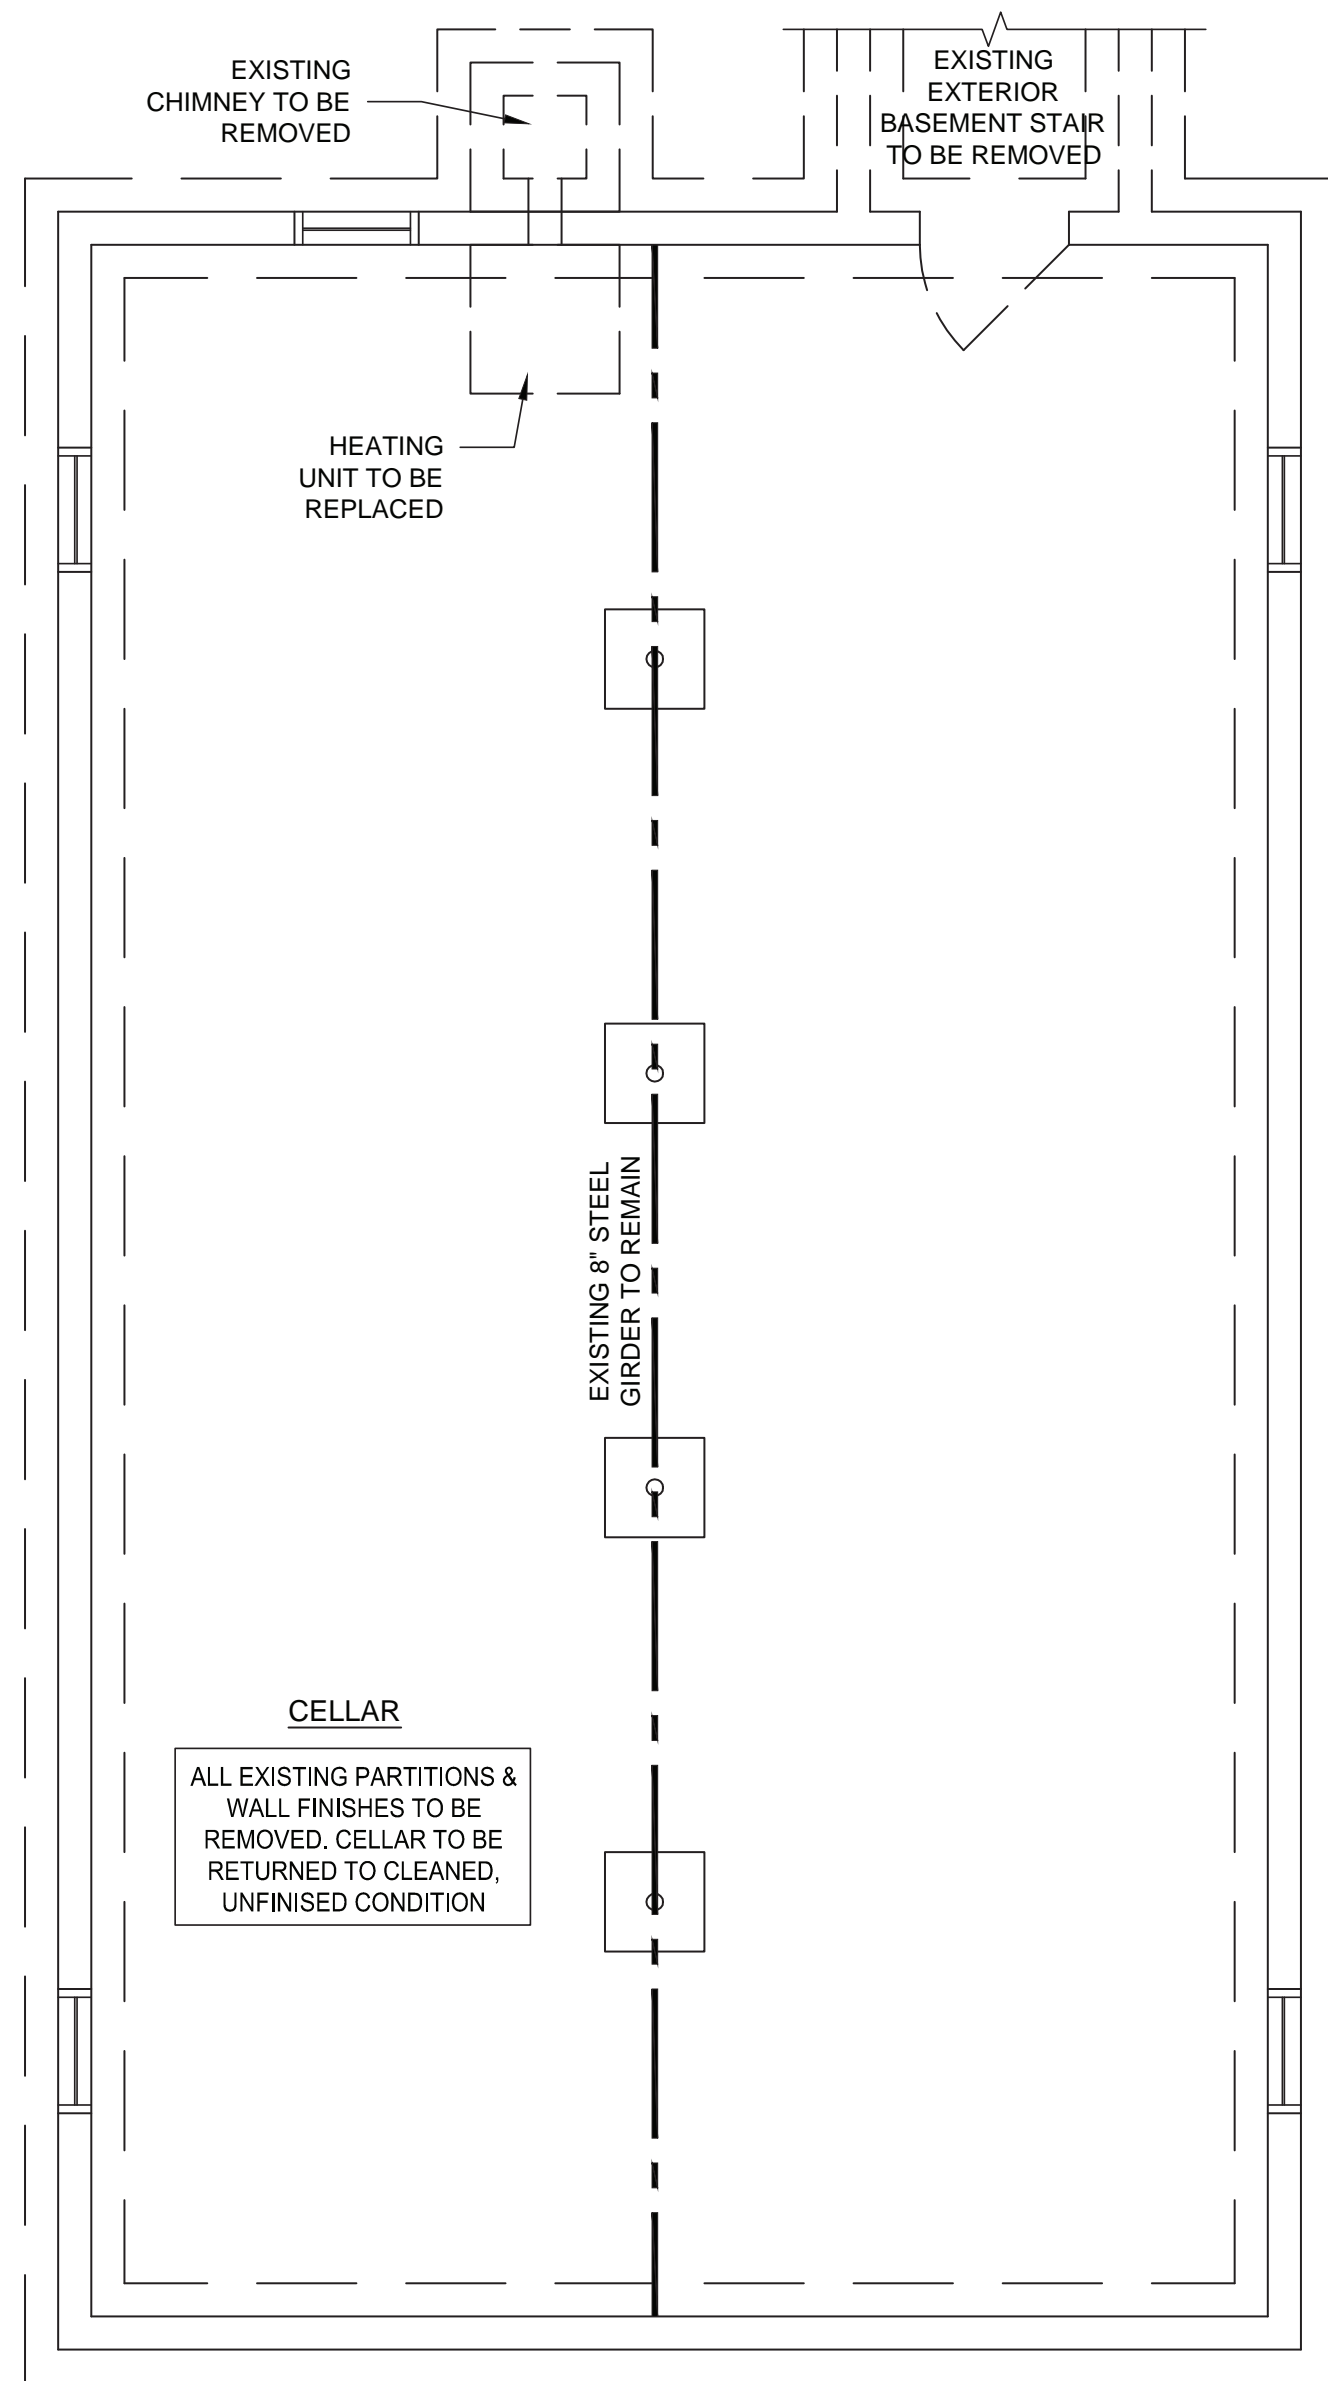 EXISTING
CHIMNEY TO BE
REMOVED
EXISTING
EXTERIOR
BASEMENT STAIR
TO BE REMOVED
HEATING
UNIT TO BE
REPLACED
EXISTING 8" STEEL
GIRDER TO REMAIN
CELLAR
ALL EXISTING PARTITIONS &
WALL FINISHES TO BE
REMOVED. CELLAR TO BE
RETURNED TO CLEANED,
UNFINISED CONDITION